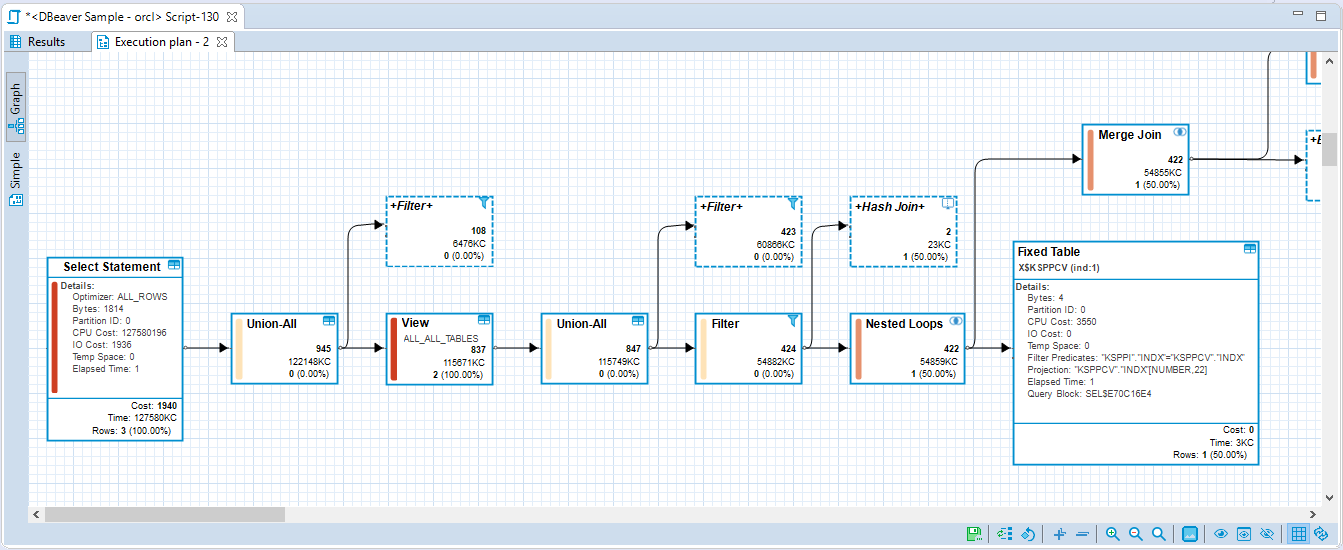 *<DBeaver Sample - orcl> Script-130
Results
Execution plan - 2
Graph
Simple
Select Statement
Details:
Optimizer: ALL_ROWS
Bytes: 1814
Partition ID: 0
CPU Cost: 127580196
IO Cost: 1936
Temp Space: 0
Elapsed Time: 1
Cost: 1940
Time: 127580KC
Rows: 3 (100.00%)
Union-All
945
122148KC
0 (0.00%)
+Filter+
108
6476KC
0 (0.00%)
View
ALL_ALL_TABLES
837
115671KC
2 (100.00%)
Union-All
847
115749KC
0 (0.00%)
+Filter+
423
60866KC
0 (0.00%)
Filter
424
54882KC
0 (0.00%)
+Hash Join+
2
23KC
1 (50.00%)
Nested Loops
422
54859KC
1 (50.00%)
Merge Join
422
54855KC
1 (50.00%)
Fixed Table
X$KSPPCV (ind:1)
Details:
Bytes: 4
Partition ID: 0
CPU Cost: 3550
IO Cost: 0
Temp Space: 0
Filter Predicates: "KSPPI"."INDX"="KSPPCV"."INDX"
Projection: "KSPPCV"."INDX"[NUMBER,22]
Elapsed Time: 1
Query Block: SEL$E70C16E4
Cost: 0
Time: 3KC
Rows: 1 (50.00%)